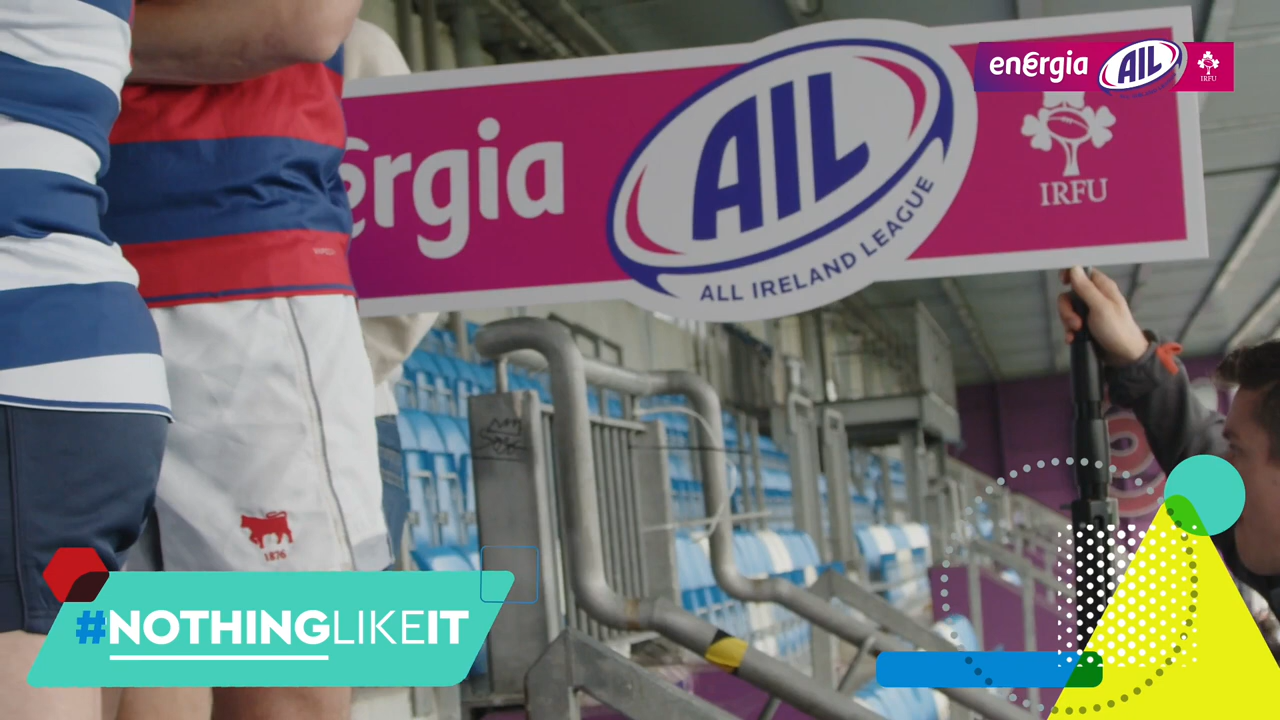 energia
AIL
IRFU
ergia
AIL
ALL IRELAND LEAGUE
IRFU
1876
#NOTHINGLIKEIT